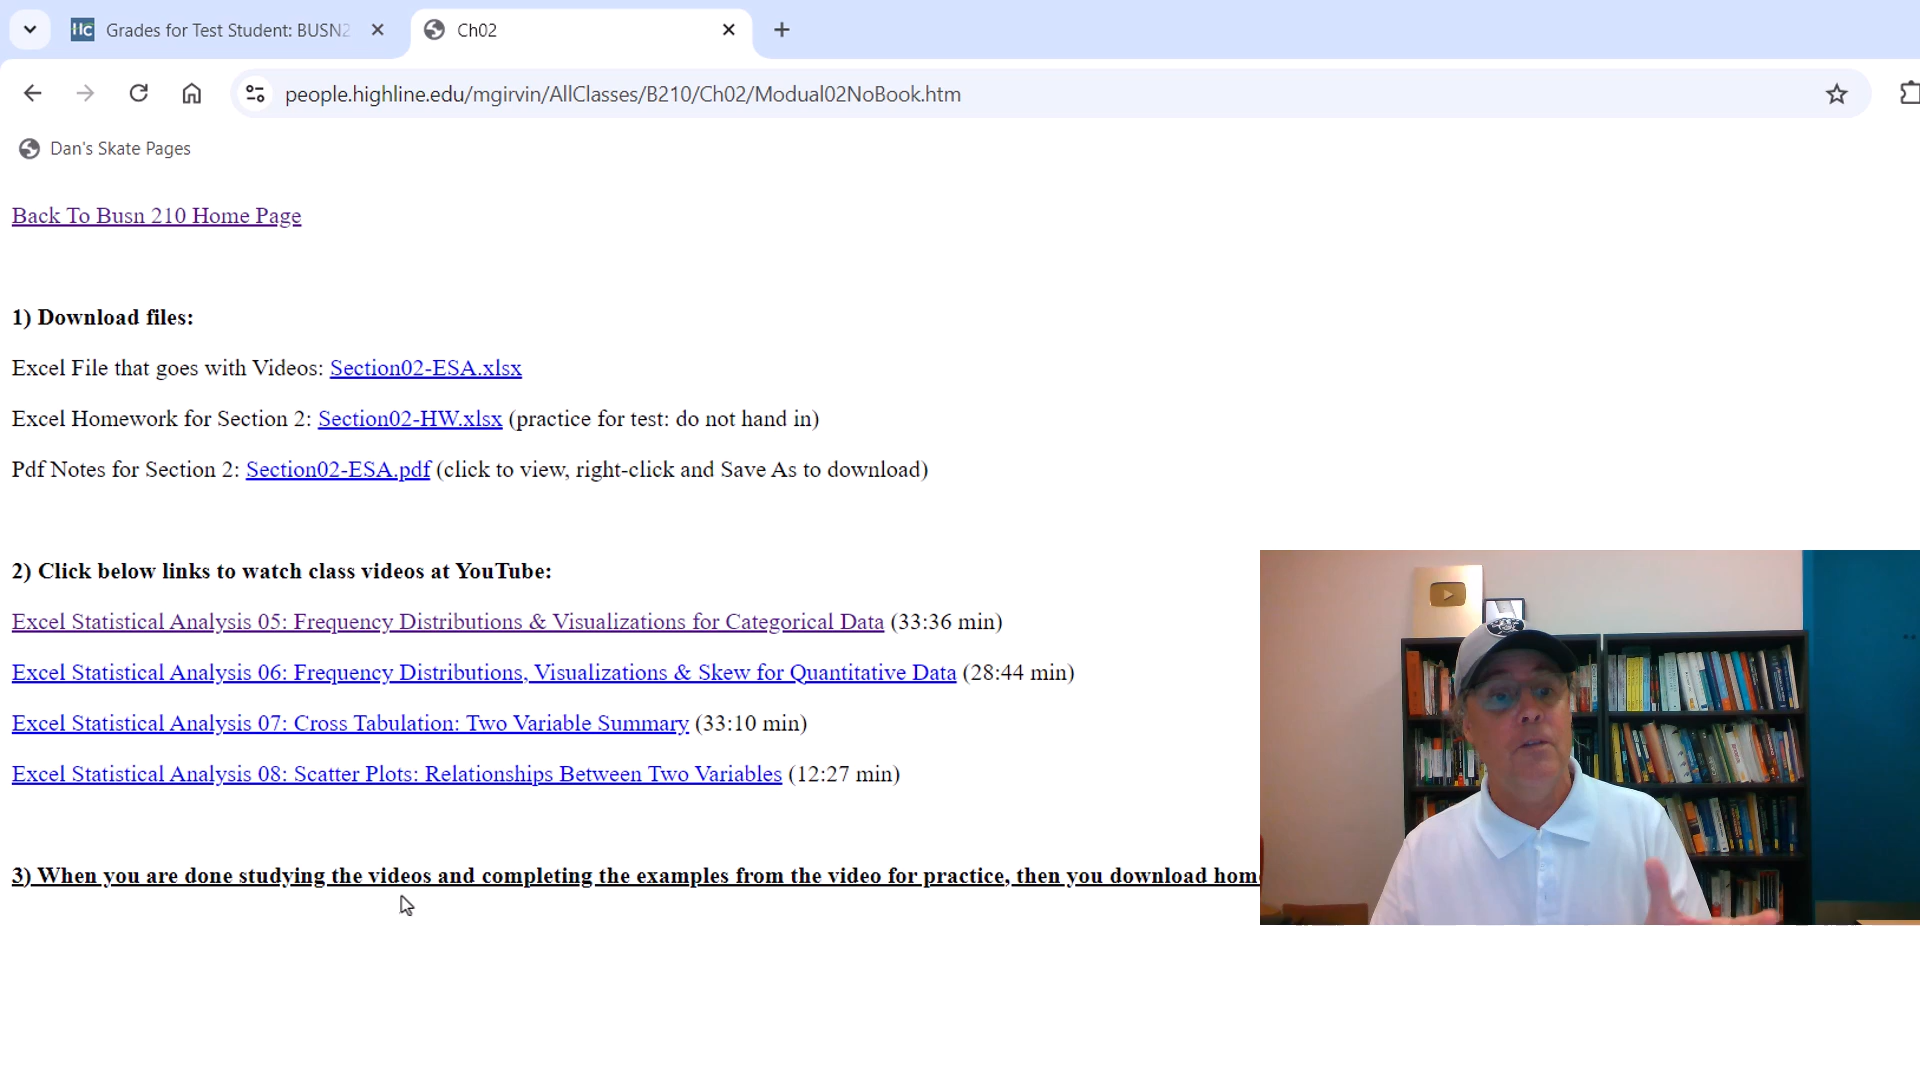 Grades for Test Student: BUSN2
Ch02
people.highline.edu/mgirvin/AllClasses/B210/Ch02/Modual02NoBook.htm
Dan's Skate Pages
Back To Busn 210 Home Page
1) Download files:
Excel File that goes with Videos: Section02-ESA.xlsx
Excel Homework for Section 2: Section02-HW.xlsx (practice for test: do not hand in)
Pdf Notes for Section 2: Section02-ESA.pdf (click to view, right-click and Save As to download)
2) Click below links to watch class videos at YouTube:
Excel Statistical Analysis 05: Frequency Distributions & Visualizations for Categorical Data (33:36 min)
Excel Statistical Analysis 06: Frequency Distributions, Visualizations & Skew for Quantitative Data (28:44 min)
Excel Statistical Analysis 07: Cross Tabulation: Two Variable Summary (33:10 min)
Excel Statistical Analysis 08: Scatter Plots: Relationships Between Two Variables (12:27 min)
3) When you are done studying the videos and completing the examples from the video for practice, then you download hom